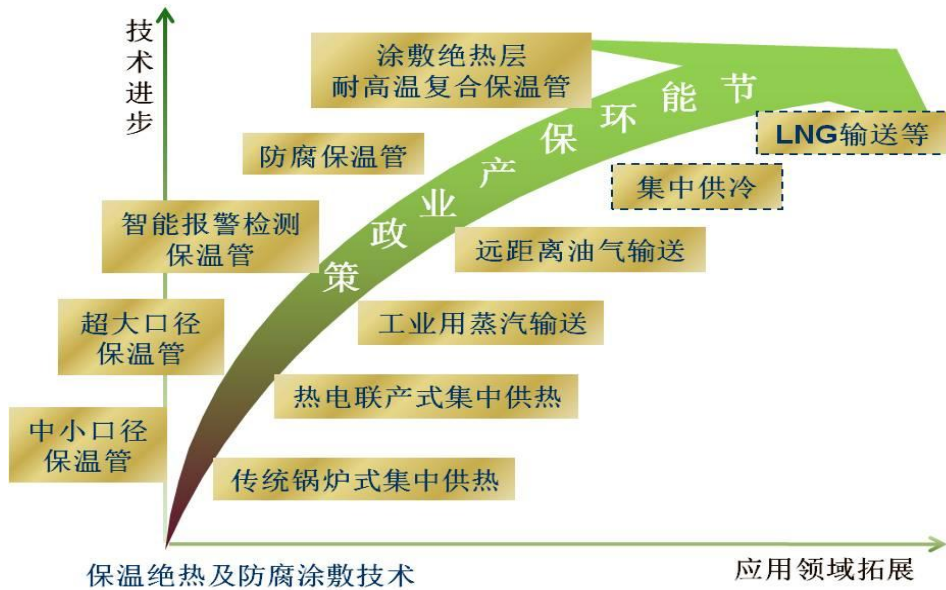 技术进步
涂敷绝热层
耐高温复合保温管
节能环保产业政策
LNG输送等
防腐保温管
集中供冷
智能报警检测
保温管
远距离油气输送
超大口径
保温管
工业用蒸汽输送
热电联产式集中供热
中小口径
保温管
传统锅炉式集中供热
保温绝热及防腐涂敷技术
应用领域拓展